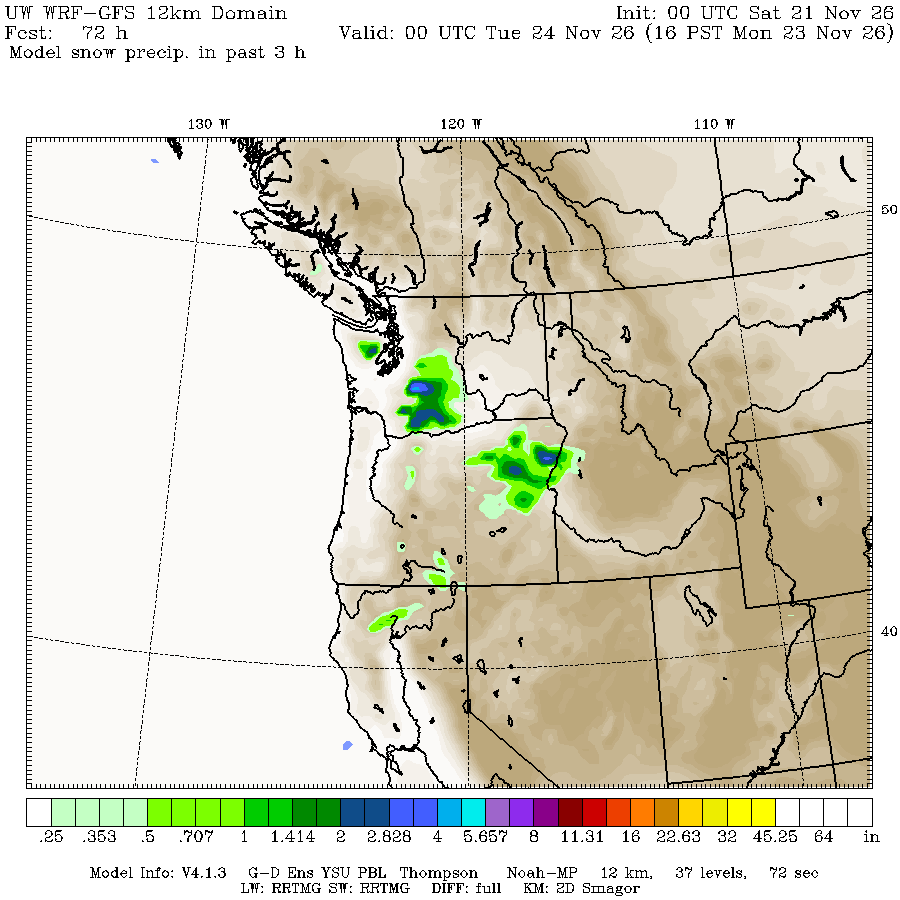 UW WRF-GFS 12km Domain Init: 00 UTC Sat 21 Nov 26
Fcst: 72 h Valid: 00 UTC Tue 24 Nov 26 (16 PST Mon 23 Nov 26)
Model snow precip. in past 3 h
130 W 120 W 110 W
50
40
.25 .353 .5 .707 1 1.414 2 2.828 4 5.657 8 11.31 16 22.63 32 45.25 64 in
Model Info: V4.1.3 G-D Ens YSU PBL Thompson Noah-MP 12 km, 37 levels, 72 sec
LW: RRTMG SW: RRTMG DIFF: full KM: 2D Smagor